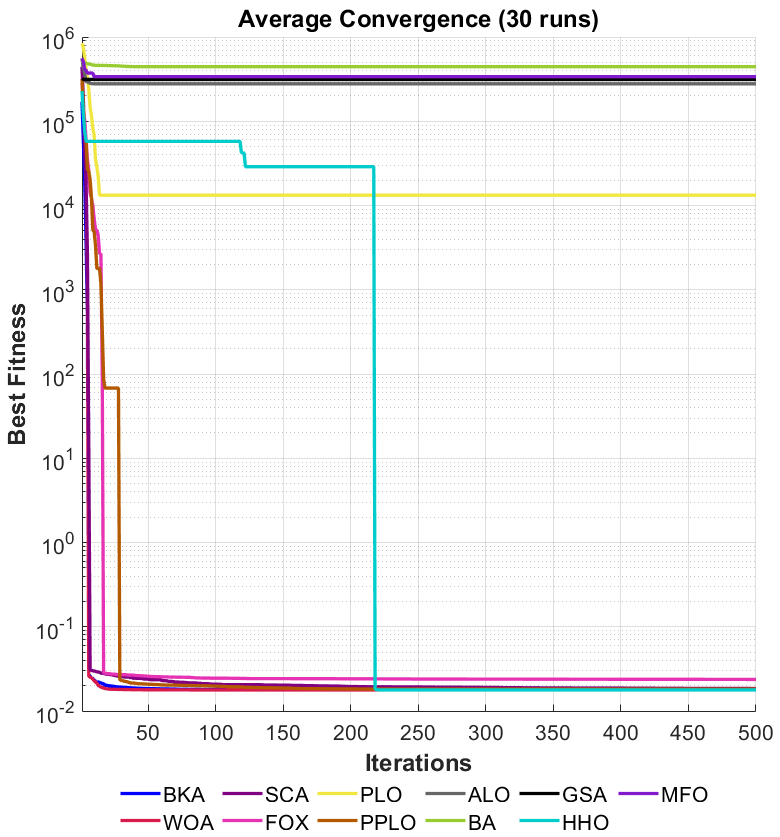 Average Convergence (30 runs)
10^6
10^5
10^4
10^3
10^2
10^1
10^0
10^-1
10^-2
Best Fitness
50 100 150 200 250 300 350 400 450 500
Iterations
BKA SCA PLO ALO GSA MFO
WOA FOX PPLO BA HHO